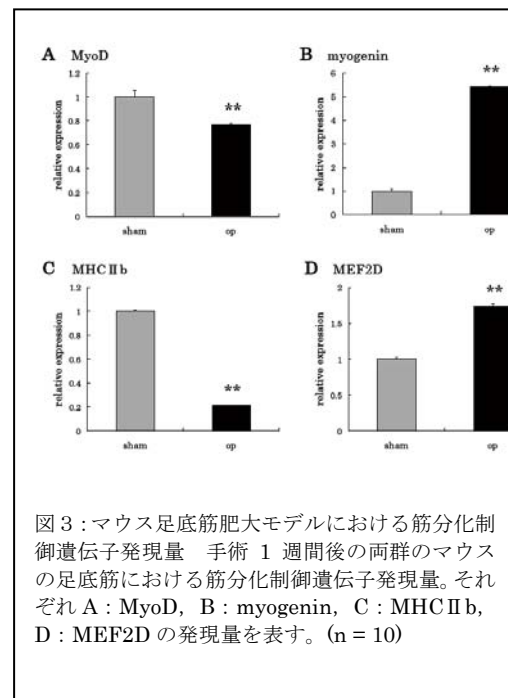 A MyoD
relative expression
1.2
1
0.8
0.6
0.4
0.2
0
**
sham
op
B myogenin
relative expression
6
5
4
3
2
1
0
**
sham
op
C MHCⅡb
relative expression
1.2
1
0.8
0.6
0.4
0.2
0
**
sham
op
D MEF2D
relative expression
2
1.5
1
0.5
0
**
sham
op
図3：マウス足底筋肥大モデルにおける筋分化制
御遺伝子発現量　手術 1 週間後の両群のマウス
の足底筋における筋分化制御遺伝子発現量。それ
ぞれ A：MyoD，B：myogenin，C：MHCⅡb，
D：MEF2D の発現量を表す。(n = 10)